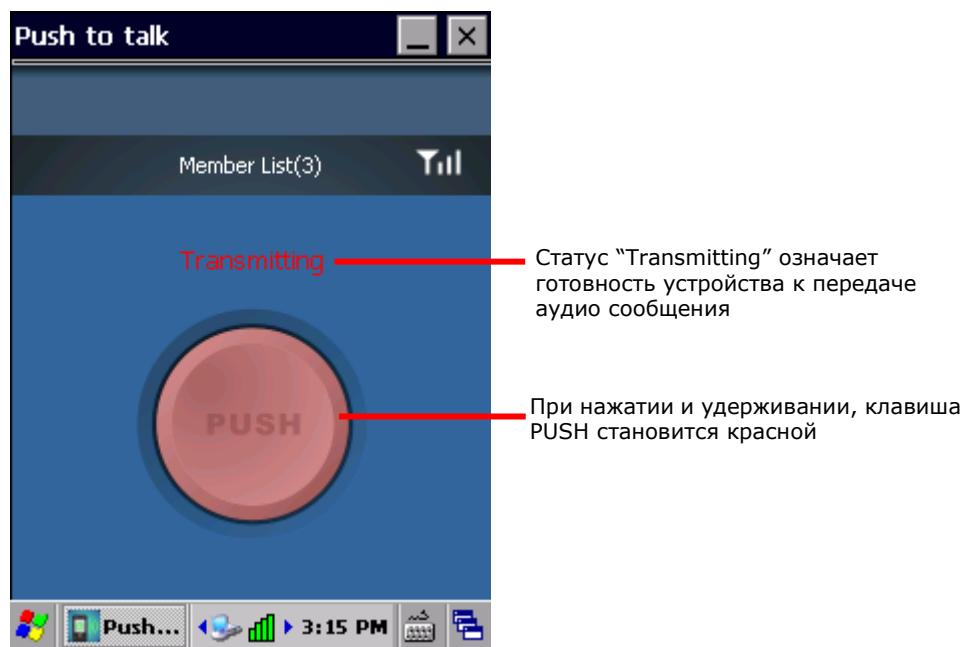 Push to talk
Member List(3)
Transmitting
Статус “Transmitting” означает
готовность устройства к передаче
аудио сообщения
PUSH
При нажатии и удерживании, клавиша
PUSH становится красной
Push...
3:15 PM